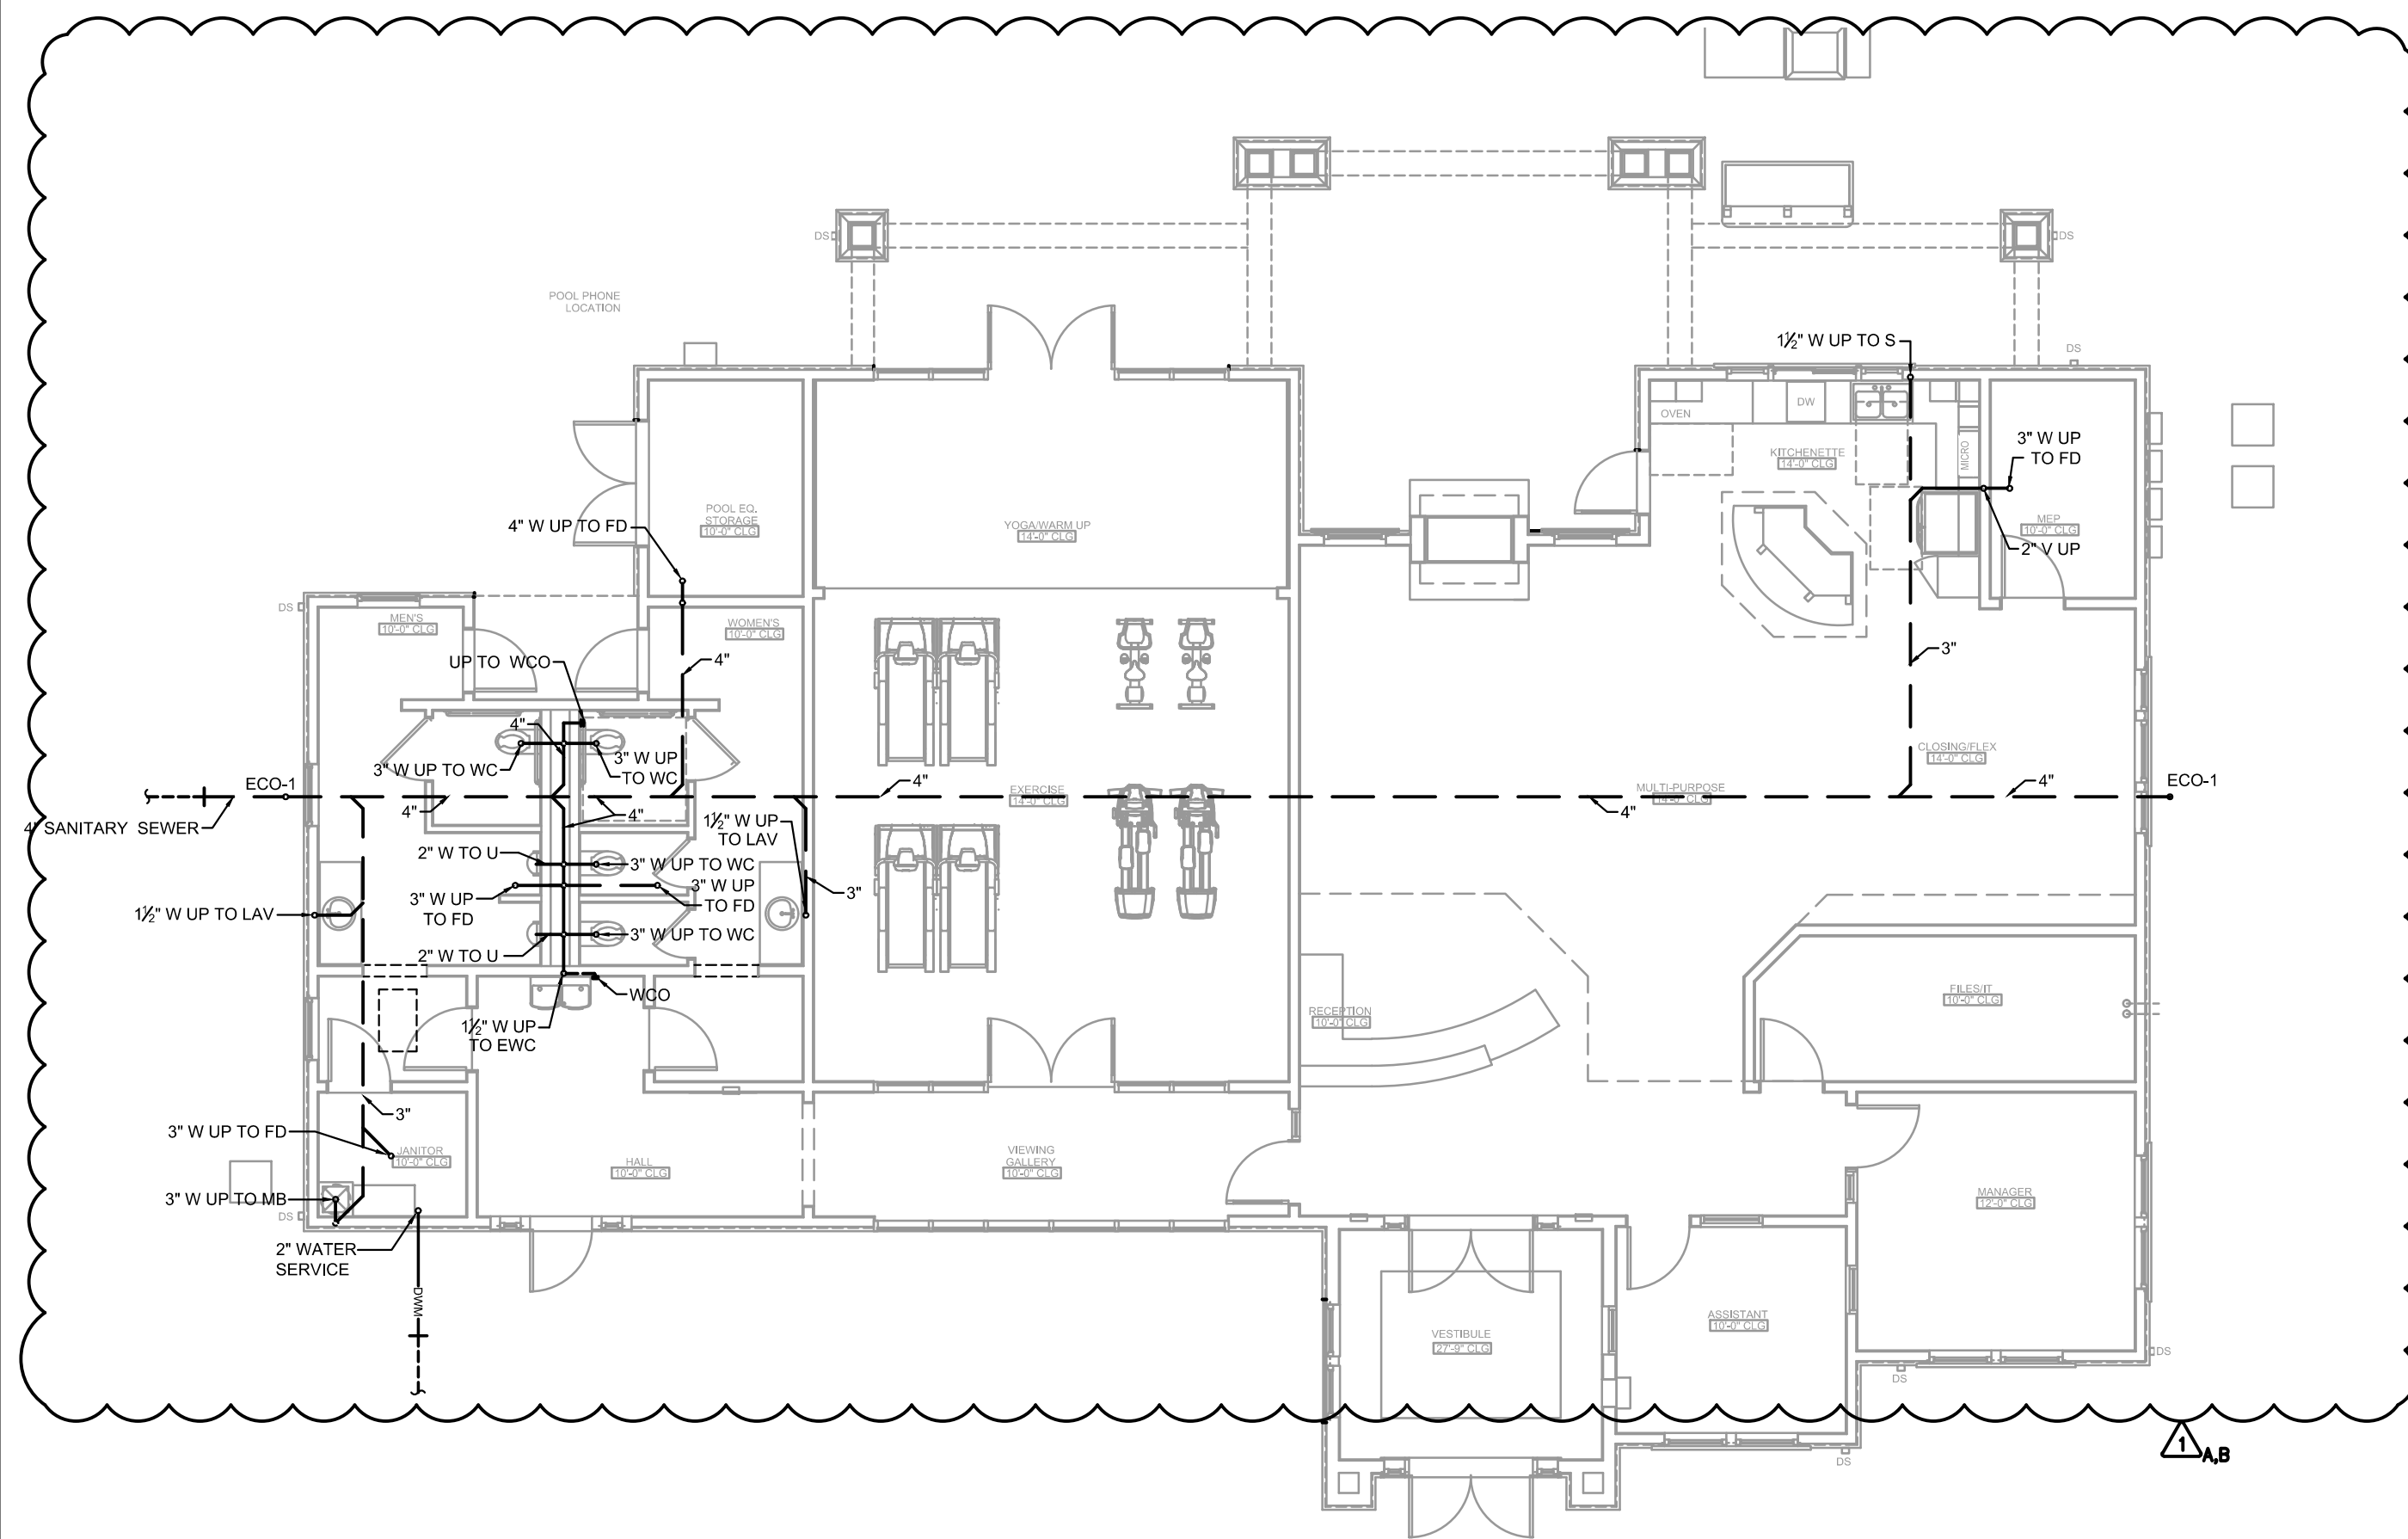 DS
DS
POOL PHONE
LOCATION
1½" W UP TO S
DS
OVEN
DW
KITCHENETTE
14'-0" CLG
MICRO
3" W UP
TO FD
POOL EQ.
STORAGE
10'-0" CLG
4" W UP TO FD
YOGA/WARM UP
14'-0" CLG
MEP
10'-0" CLG
2" V UP
DS
MEN'S
10'-0" CLG
WOMEN'S
10'-0" CLG
UP TO WCO
4"
3"
4"
3" W UP TO WC
3" W UP
TO WC
CLOSING/FLEX
14'-0" CLG
ECO-1
4"
EXERCISE
14'-0" CLG
MULTI-PURPOSE
14'-0" CLG
4"
ECO-1
4" SANITARY SEWER
4"
4"
4"
1½" W UP
TO LAV
2" W TO U
3" W UP TO WC
3" W UP
TO FD
3" W UP
TO FD
3"
1½" W UP TO LAV
3" W UP TO WC
2" W TO U
WCO
1½" W UP
TO EWC
RECEPTION
10'-0" CLG
FILES/IT
10'-0" CLG
3"
3" W UP TO FD
JANITOR
10'-0" CLG
HALL
10'-0" CLG
VIEWING
GALLERY
10'-0" CLG
3" W UP TO MB
MANAGER
12'-0" CLG
DS
2" WATER
SERVICE
DWM
ASSISTANT
10'-0" CLG
VESTIBULE
27'-9" CLG
DS
DS
1
A,B
DS